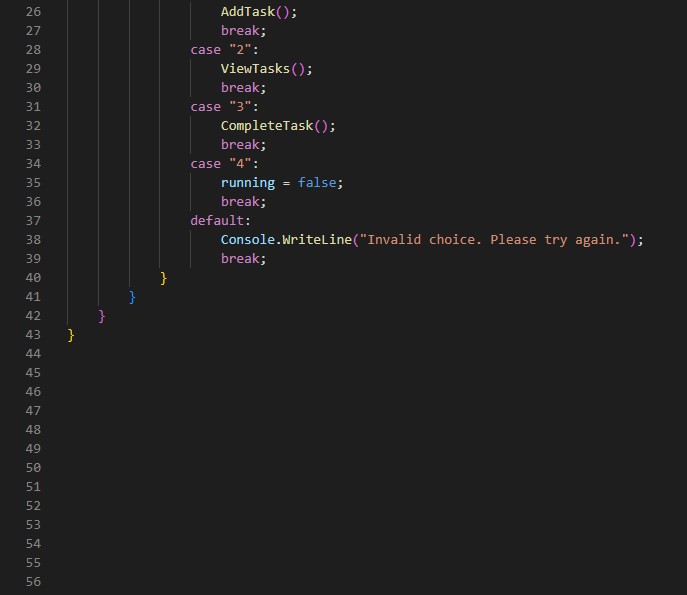 26 AddTask();
27 break;
28 case "2":
29 ViewTasks();
30 break;
31 case "3":
32 CompleteTask();
33 break;
34 case "4":
35 running = false;
36 break;
37 default:
38 Console.WriteLine("Invalid choice. Please try again.");
39 break;
40 }
41 }
42 }
43 }
44
45
46
47
48
49
50
51
52
53
54
55
56